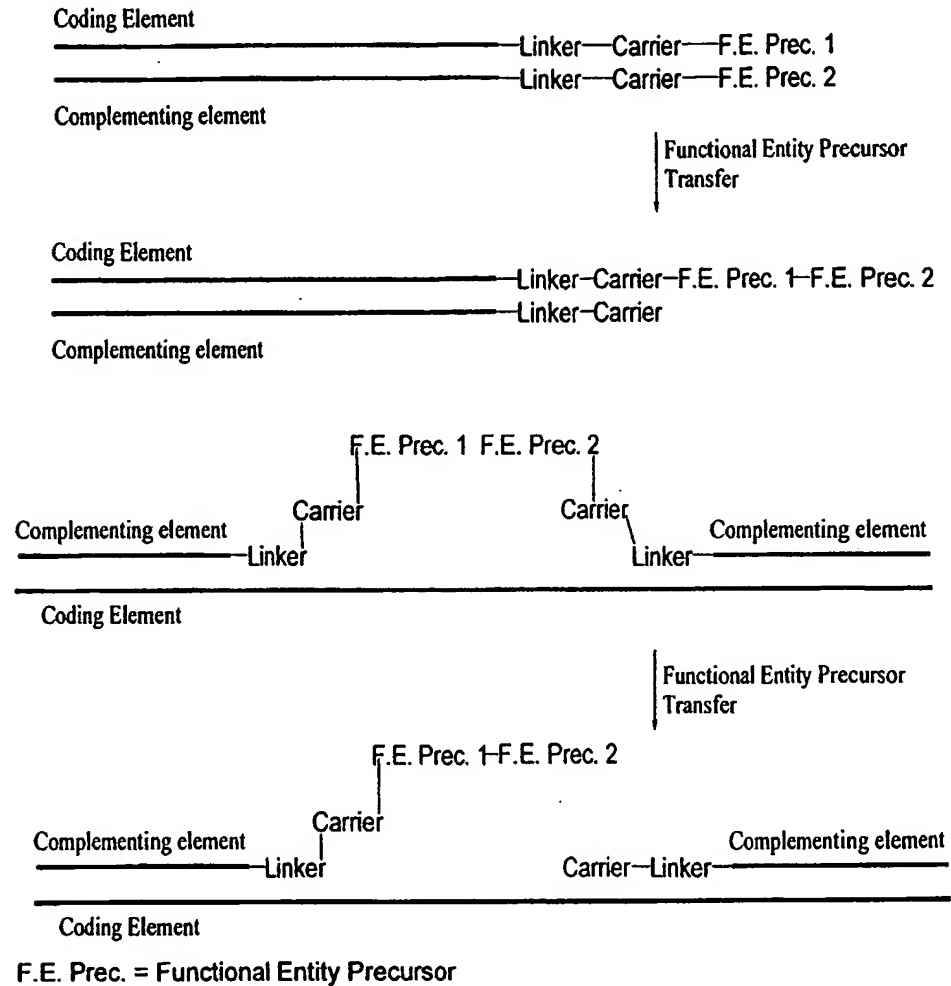 Coding Element
Linker—Carrier—F.E. Prec. 1
Linker—Carrier—F.E. Prec. 2
Complementing element
Functional Entity Precursor
Transfer
Coding Element
Linker-Carrier-F.E. Prec. 1-F.E. Prec. 2
Linker-Carrier
Complementing element
F.E. Prec. 1 F.E. Prec. 2
Carrier Carrier
Complementing element Complementing element
Linker Linker
Coding Element
Functional Entity Precursor
Transfer
F.E. Prec. 1-F.E. Prec. 2
Carrier
Complementing element Complementing element
Linker Carrier—Linker
Coding Element
F.E. Prec. = Functional Entity Precursor